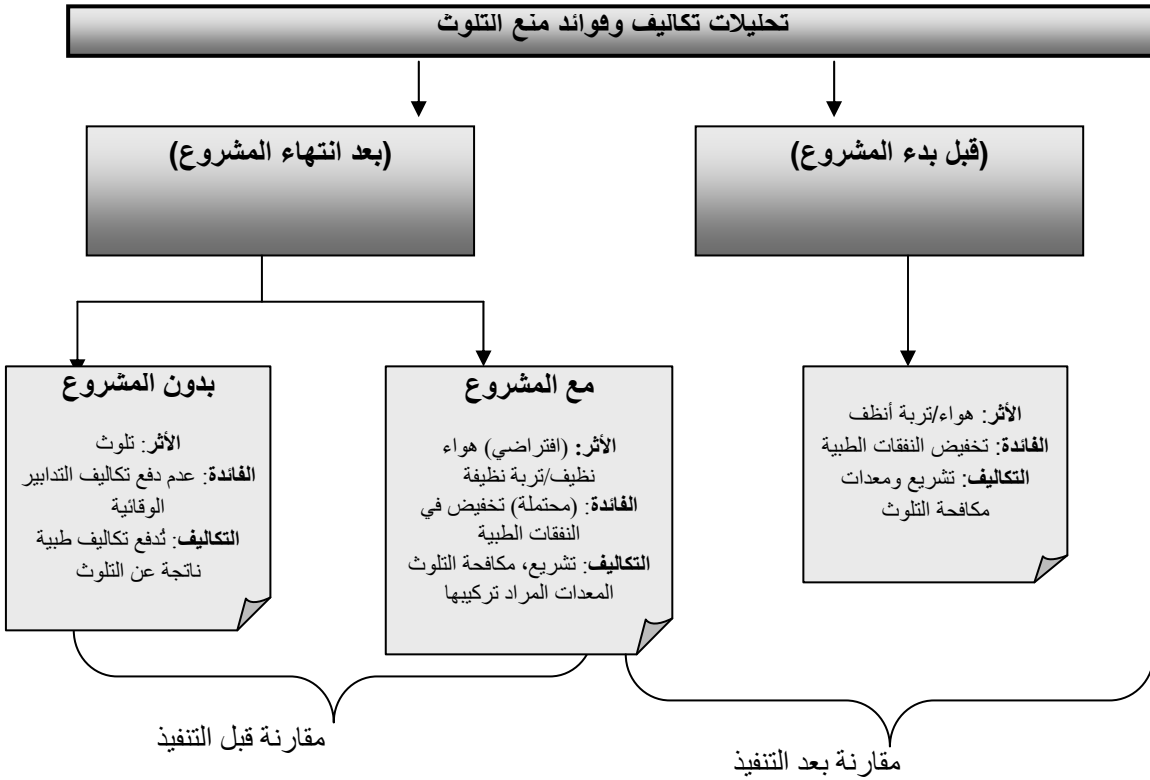 تحليلات تكاليف وفوائد منع التلوث
(قبل بدء المشروع)
(بعد انتهاء المشروع)
الأثر: هواء/تربة أنظف
الفائدة: تخفيض النفقات الطبية
التكاليف: تشريع ومعدات
مكافحة التلوث
مع المشروع
الأثر: (افتراضي) هواء
نظيف/تربة نظيفة
الفائدة: (محتملة) تخفيض في
النفقات الطبية
التكاليف: تشريع، مكافحة التلوث
المعدات المراد تركيبها
بدون المشروع
الأثر: تلوث
الفائدة: عدم دفع تكاليف التدابير
الوقائية
التكاليف: تُدفع تكاليف طبية
ناتجة عن التلوث
مقارنة بعد التنفيذ
مقارنة قبل التنفيذ